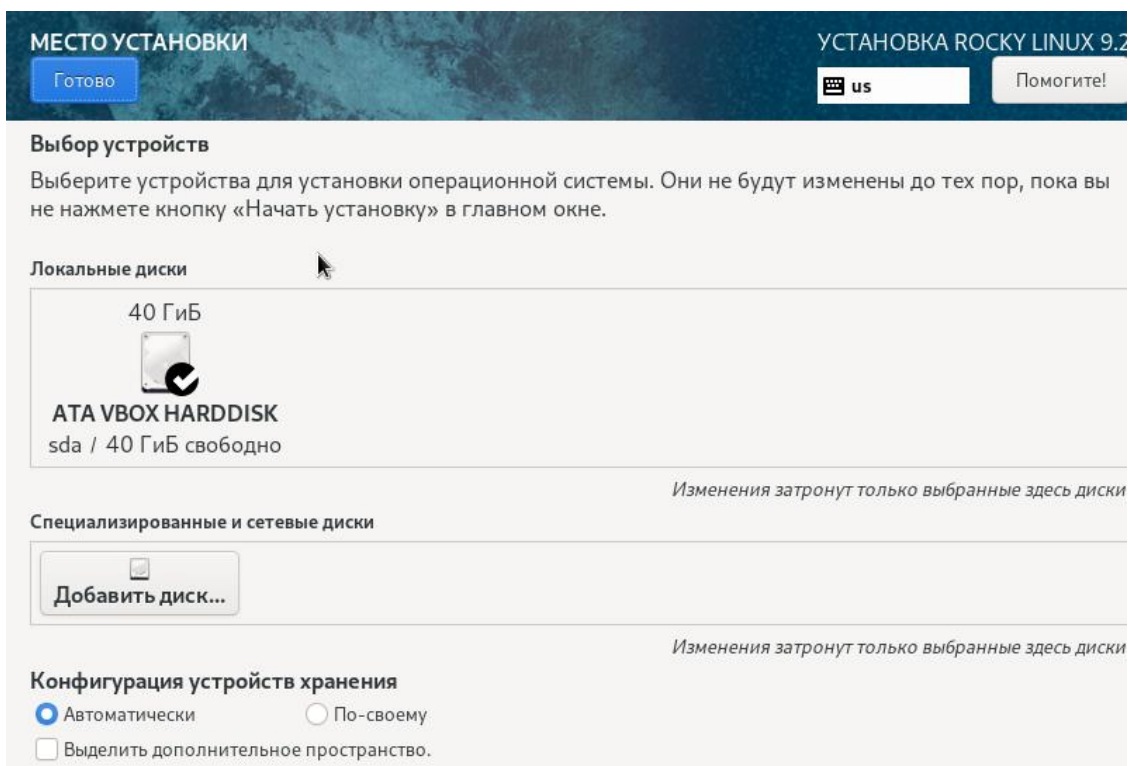 МЕСТО УСТАНОВКИ
УСТАНОВКА ROCKY LINUX 9.2
Готово
us
Помогите!
Выбор устройств
Выберите устройства для установки операционной системы. Они не будут изменены до тех пор, пока вы
не нажмете кнопку «Начать установку» в главном окне.
Локальные диски
40 ГиБ
ATA VBOX HARDDISK
sda / 40 ГиБ свободно
Изменения затронут только выбранные здесь диски
Специализированные и сетевые диски
Добавить диск...
Изменения затронут только выбранные здесь диски
Конфигурация устройств хранения
Автоматически
По-своему
Выделить дополнительное пространство.